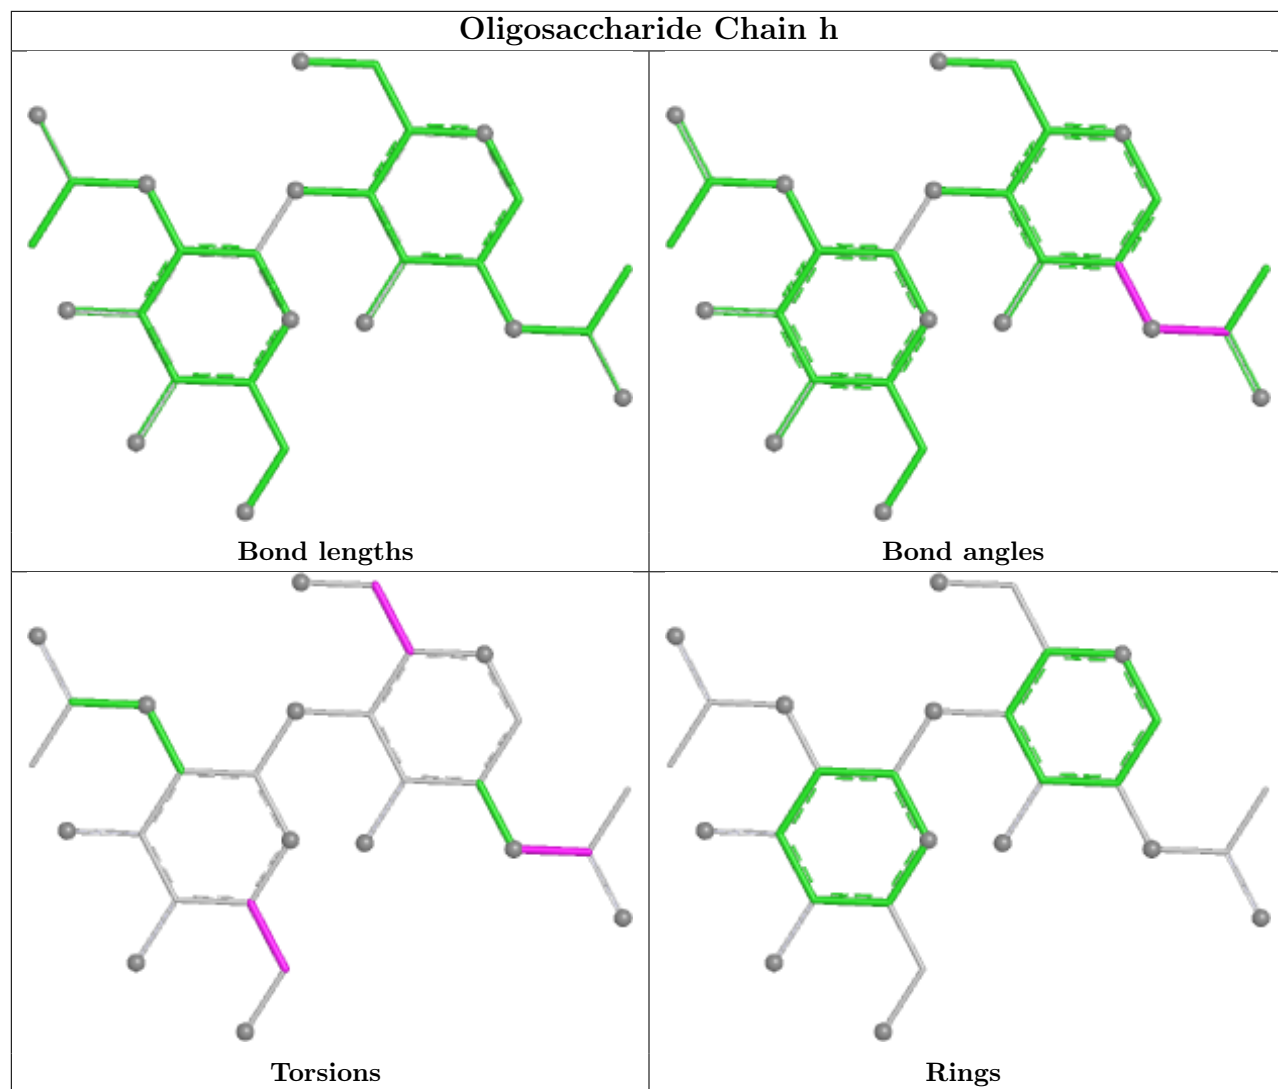 Oligosaccharide Chain h
Bond lengths
Bond angles
Torsions
Rings